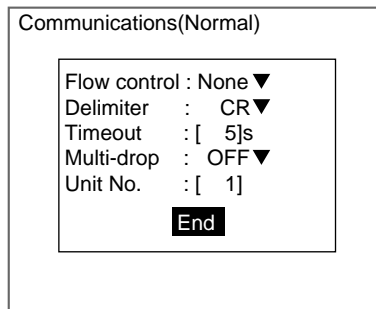 Communications(Normal)
Flow control : None▼
Delimiter : CR▼
Timeout : [ 5]s
Multi-drop : OFF▼
Unit No. : [ 1]
End